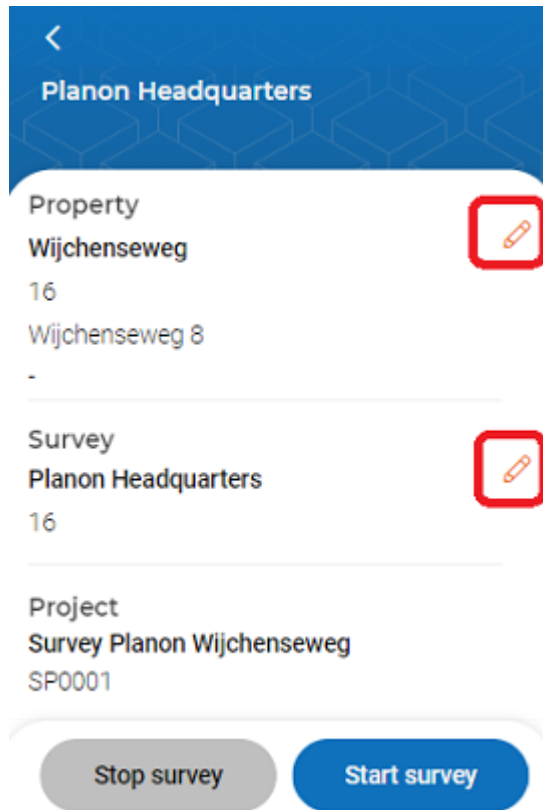 Planon Headquarters
Property
Wijchenseweg
16
Wijchenseweg 8
-
Survey
Planon Headquarters
16
Project
Survey Planon Wijchenseweg
SP0001
Stop survey
Start survey